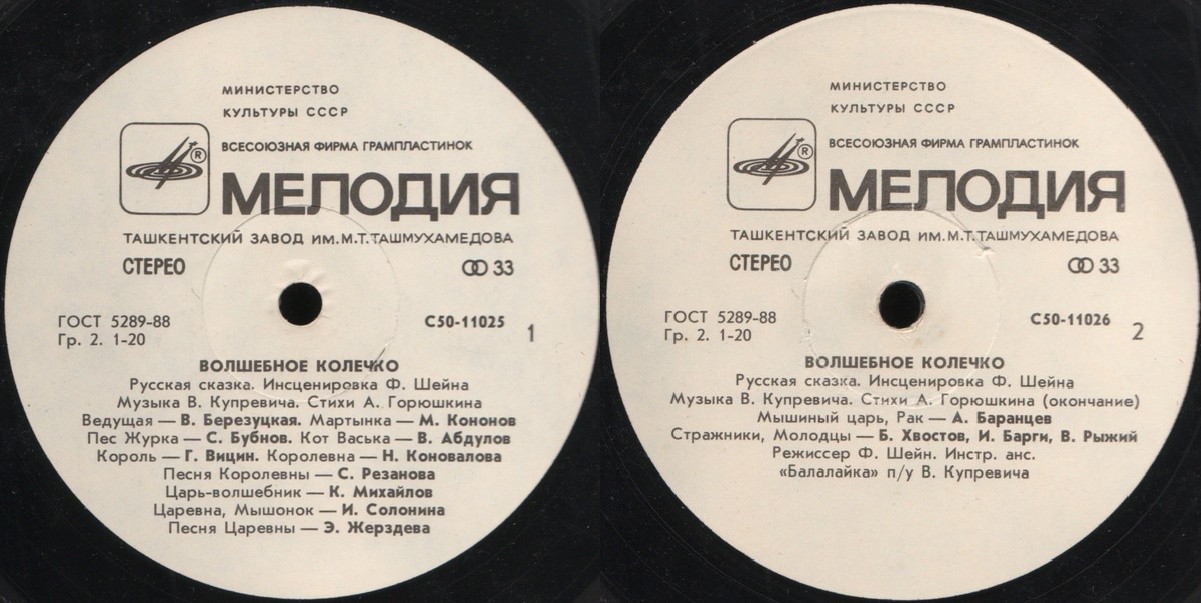 МИНИСТЕРСТВО
КУЛЬТУРЫ СССР
ВСЕСОЮЗНАЯ ФИРМА ГРАМПЛАСТИНОК
®
МЕЛОДИЯ
ТАШКЕНТСКИЙ ЗАВОД ИМ.М.Т.ТАШМУХАМЕДОВА
СТЕРЕО 33
ГОСТ 5289-88 С50-11025
Гр. 2. 1-20 1
ВОЛШЕБНОЕ КОЛЕЧКО
Русская сказка. Инсценировка Ф. Шейна
Музыка В. Купревича. Стихи А. Горюшкина
Ведущая — В. Березуцкая. Мартынка — М. Кононов
Пес Журка — С. Бубнов. Кот Васька — В. Абдулов
Король — Г. Вицин. Королевна — Н. Коновалова
Песня Королевны — С. Резанова
Царь-волшебник — К. Михайлов
Царевна, Мышонок — И. Солонина
Песня Царевны — Э. Жерздева
МИНИСТЕРСТВО
КУЛЬТУРЫ СССР
ВСЕСОЮЗНАЯ ФИРМА ГРАМПЛАСТИНОК
®
МЕЛОДИЯ
ТАШКЕНТСКИЙ ЗАВОД ИМ.М.Т.ТАШМУХАМЕДОВА
СТЕРЕО 33
ГОСТ 5289-88 С50-11026
Гр. 2. 1-20 2
ВОЛШЕБНОЕ КОЛЕЧКО
Русская сказка. Инсценировка Ф. Шейна
Музыка В. Купревича. Стихи А. Горюшкина (окончание)
Мышиный царь, Рак — А. Баранцев
Стражники, Молодцы — Б. Хвостов, И. Барги, В. Рыжий
Режиссер Ф. Шейн. Инстр. анс.
«Балалайка» п/у В. Купревича